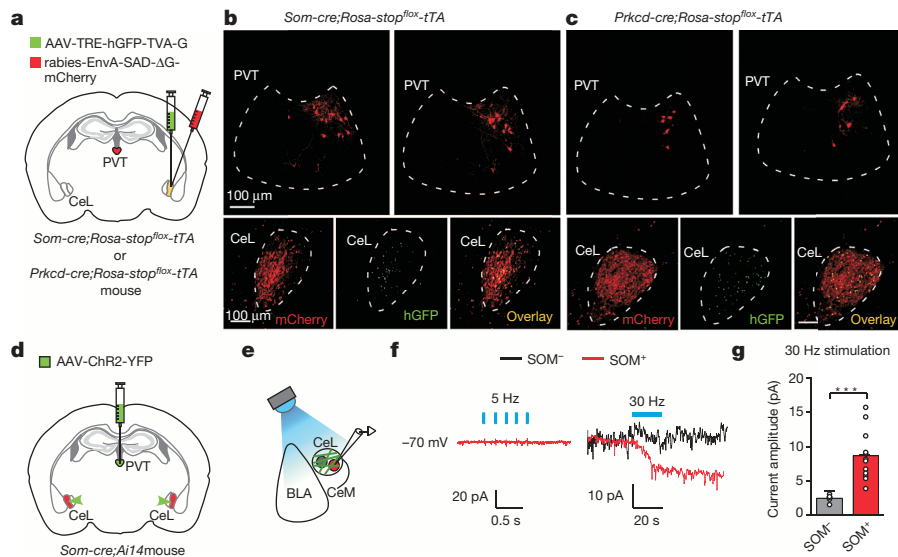 a
AAV-TRE-hGFP-TVA-G
rabies-EnvA-SAD-ΔG-
mCherry
PVT
CeL
Som-cre;Rosa-stopflox-tTA
or
Prkcd-cre;Rosa-stopflox-tTA
mouse
b
Som-cre;Rosa-stopflox-tTA
PVT
100 μm
CeL
100 μm
mCherry
CeL
hGFP
CeL
Overlay
c
Prkcd-cre;Rosa-stopflox-tTA
PVT
CeL
mCherry
hGFP
Overlay
d
AAV-ChR2-YFP
PVT
CeL
CeL
Som-cre;Ai14mouse
e
CeL
BLA
CeM
f
SOM−
SOM+
5 Hz
30 Hz
−70 mV
20 pA
0.5 s
10 pA
20 s
g
30 Hz stimulation
***
Current amplitude (pA)
20
15
10
5
0
SOM−
SOM+